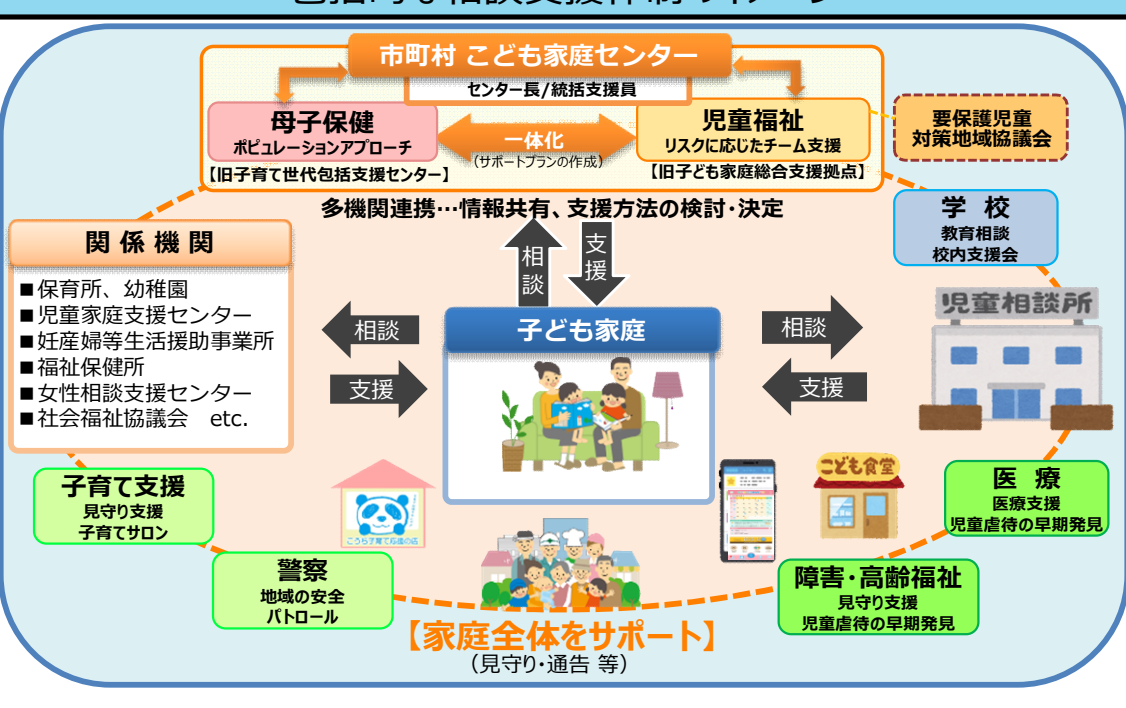 市町村 こども家庭センター
センター長/統括支援員
母子保健
ポピュレーションアプローチ
【旧子育て世代包括支援センター】
一体化
(サポートプランの作成)
児童福祉
リスクに応じたチーム支援
【旧子ども家庭総合支援拠点】
要保護児童
対策地域協議会
多機関連携…情報共有、支援方法の検討・決定
関係機関
■保育所、幼稚園
■児童家庭支援センター
■妊産婦等生活援助事業所
■福祉保健所
■女性相談支援センター
■社会福祉協議会 etc.
相談
支援
学 校
教育相談
校内支援会
相談
支援
子ども家庭
相談
支援
児童相談所
子育て支援
見守り支援
子育てサロン
こうち子育て応援の店
こども食堂
医 療
医療支援
児童虐待の早期発見
警察
地域の安全
パトロール
障害・高齢福祉
見守り支援
児童虐待の早期発見
【家庭全体をサポート】
(見守り・通告 等)